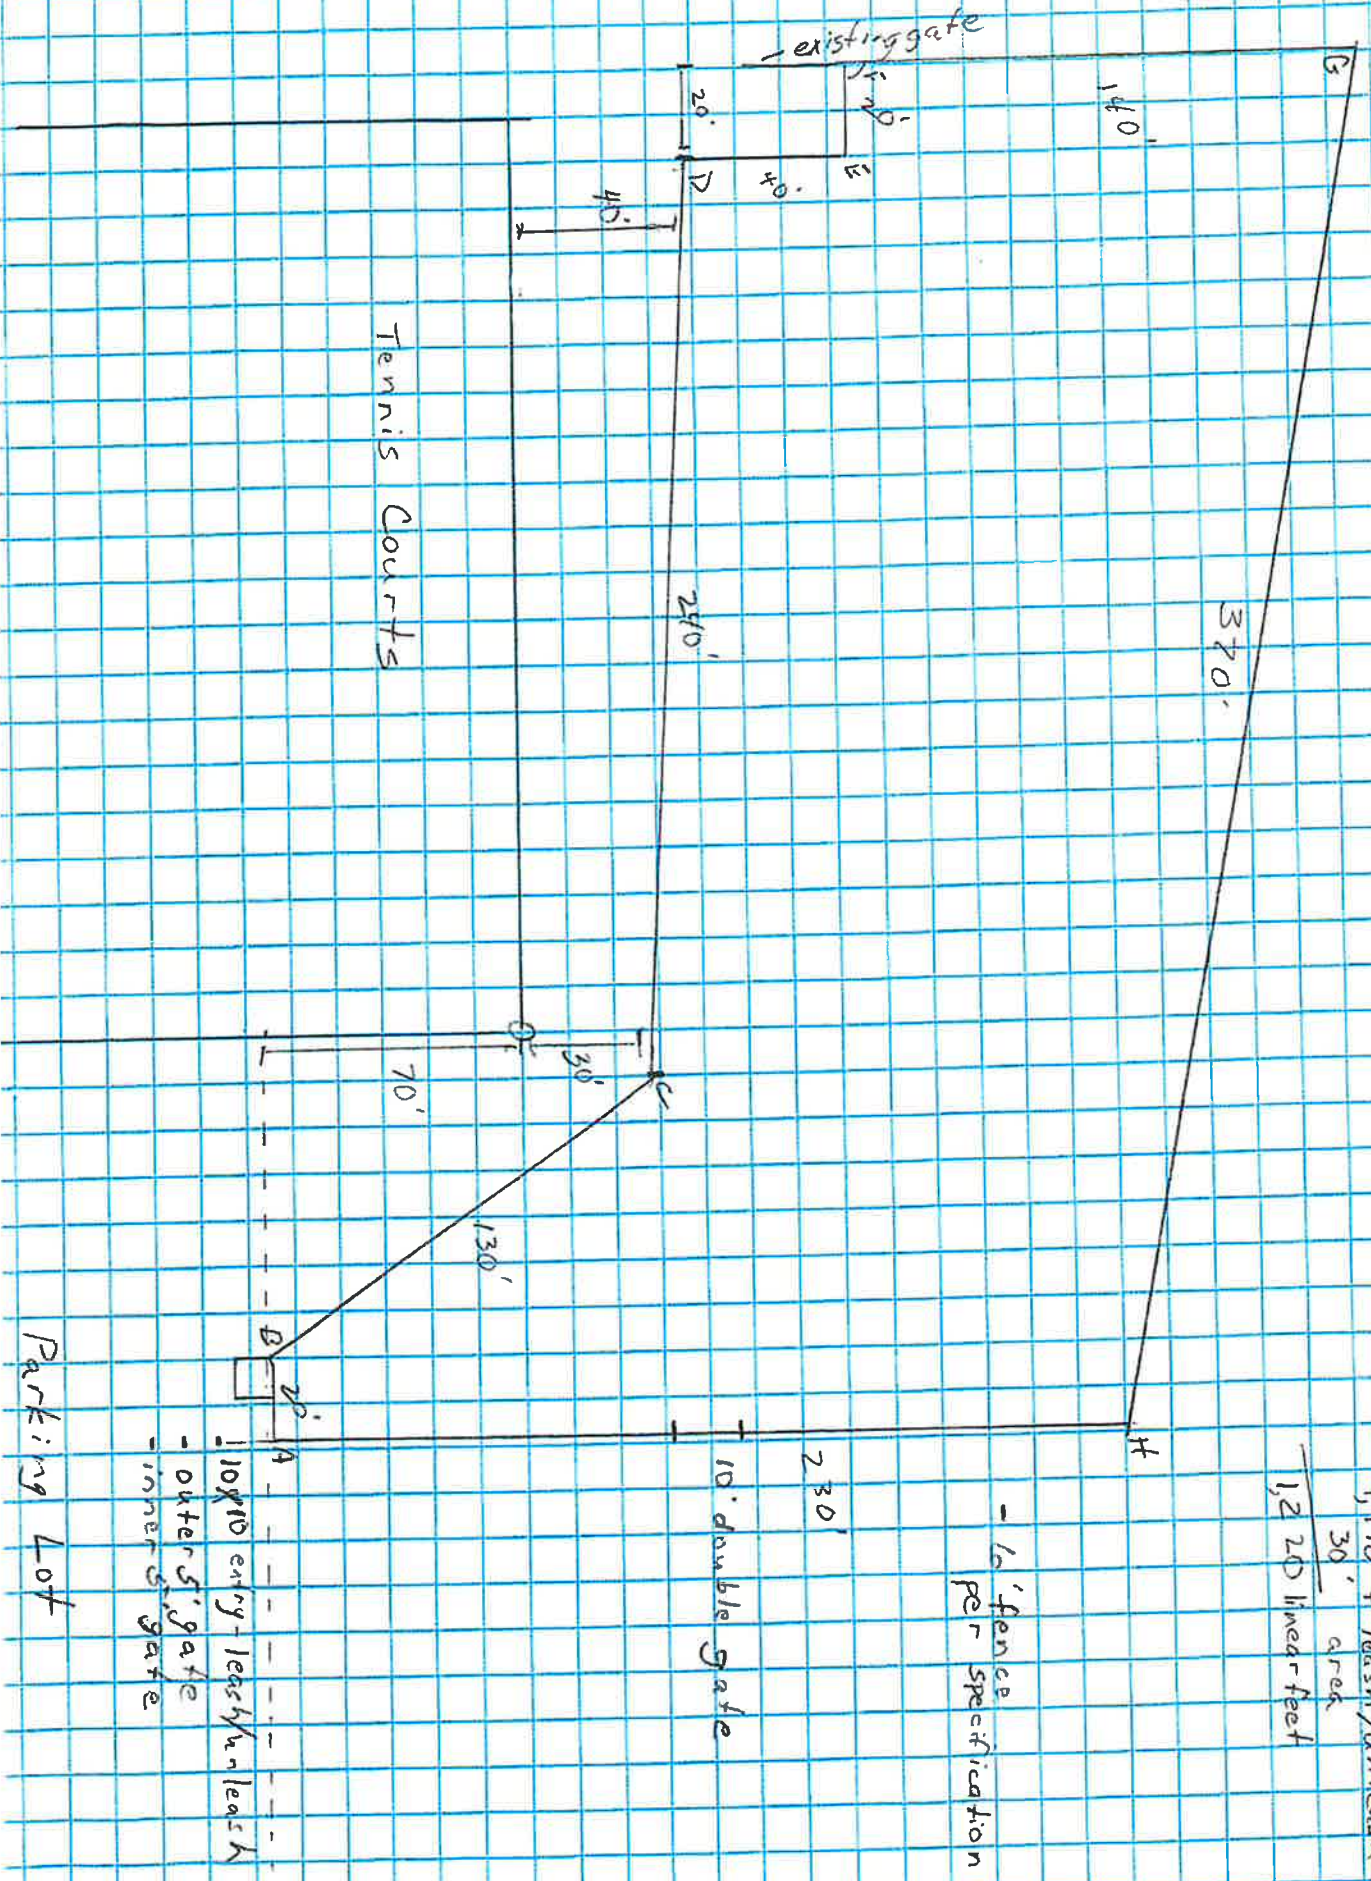 - existing gate
G
140'
20'
20'
F
E
D
40'
40'
Tennis Courts
240'
370'
C
30'
70'
130'
B
20'
A
H
230'
10' double gate
30' area
1,220 linear feet
- 6' fence
per specification
- 10x10 entry-leash/unleash
- outer 5' gate
- inner 5' gate
Parking Lot